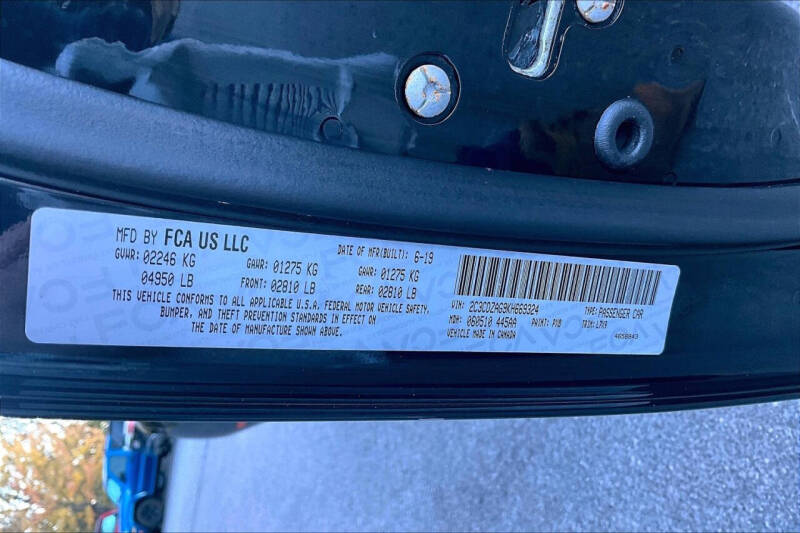 MFD BY FCA US LLC
DATE OF MFR(BUILT): 6-19
GVWR: 02246 KG
GAWR: 01275 KG
GAWR: 01275 KG
04950 LB
FRONT: 02810 LB
REAR: 02810 LB
THIS VEHICLE CONFORMS TO ALL APPLICABLE U.S.A. FEDERAL MOTOR VEHICLE SAFETY,
BUMPER, AND THEFT PREVENTION STANDARDS IN EFFECT ON
THE DATE OF MANUFACTURE SHOWN ABOVE.
VIN: 2C3CDZAG9KH669324
TYPE: PASSENGER CAR
MDH: 060510 445AA
PAINT:
TRIM: L7X9
VEHICLE MADE IN CANADA